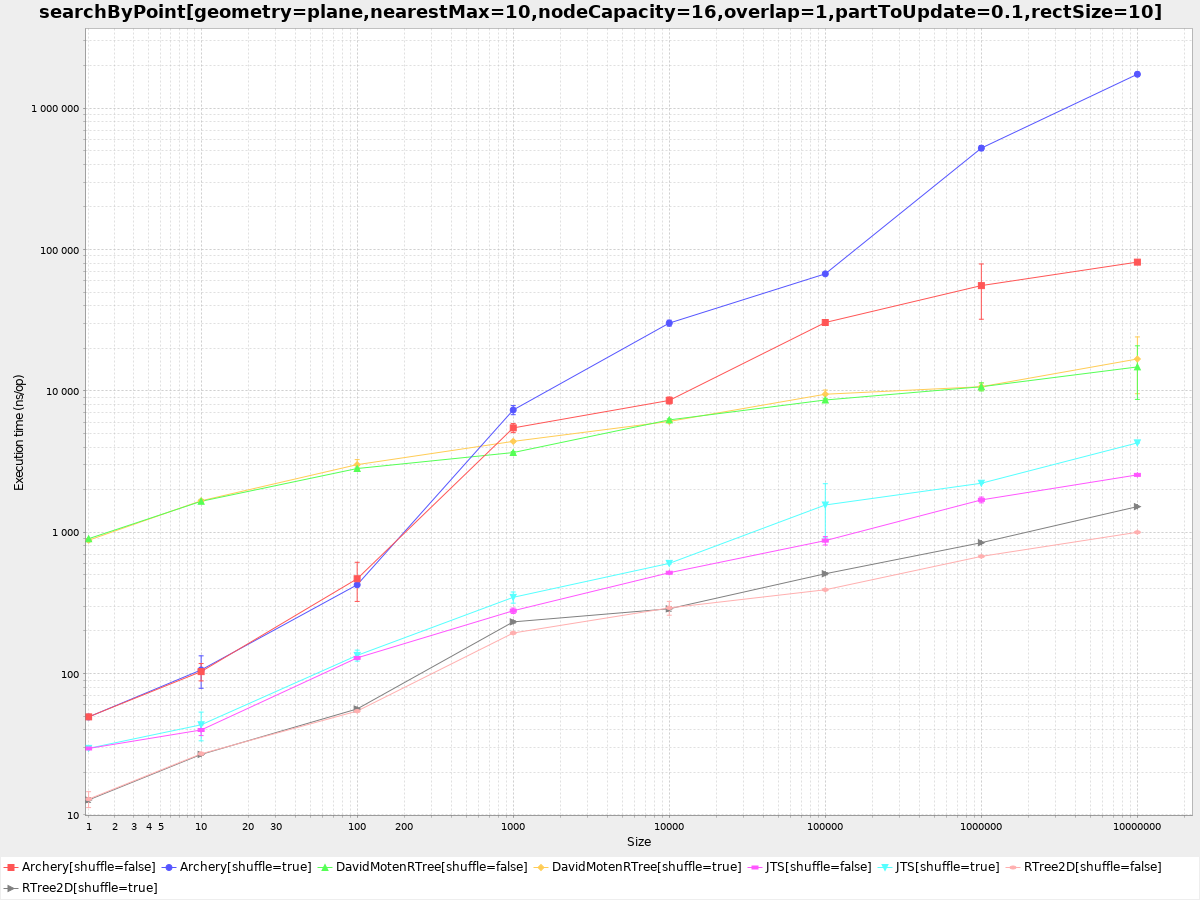 searchByPoint[geometry=plane,nearestMax=10,nodeCapacity=16,overlap=1,partToUpdate=0.1,rectSize=10]
1 000 000
100 000
10 000
1 000
100
10
Execution time (ns/op)
1 2 3 4 5 10 20 30 100 200 1000 10000 100000 1000000 10000000
Size
Archery[shuffle=false] Archery[shuffle=true] DavidMotenRTree[shuffle=false] DavidMotenRTree[shuffle=true] JTS[shuffle=false] JTS[shuffle=true] RTree2D[shuffle=false]
RTree2D[shuffle=true]